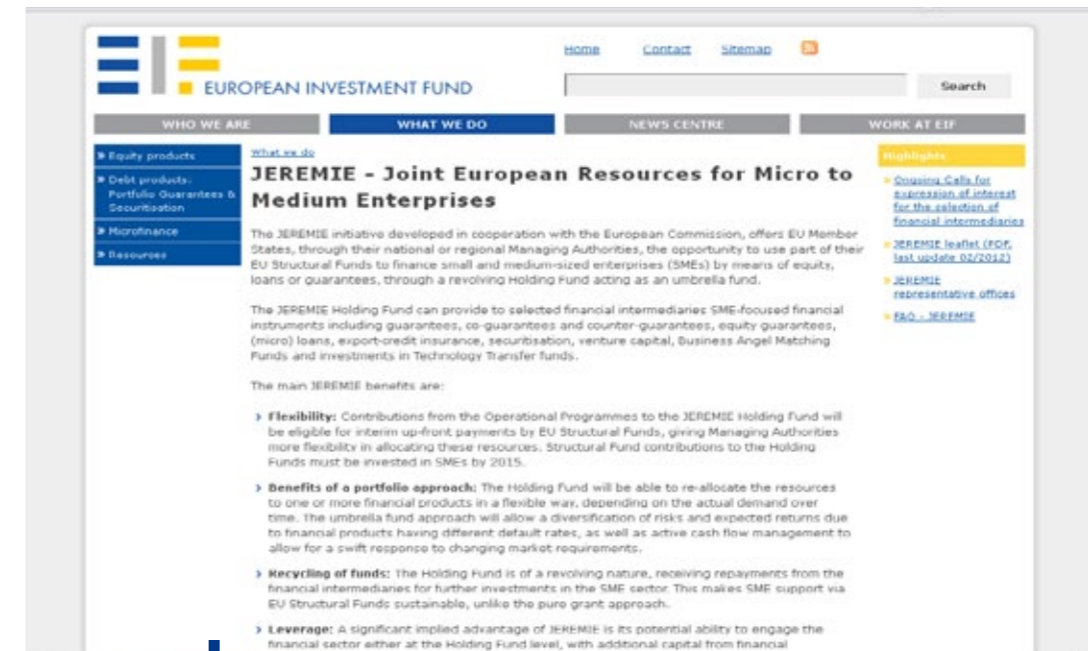 Home Contact Sitemap
EUROPEAN INVESTMENT FUND
Search
WHO WE ARE WHAT WE DO NEWS CENTRE WORK AT EIF
» Equity products
» Debt products:
Portfolio Guarantees &
Securitisation
» Microfinance
» Resources
What we do
JEREMIE - Joint European Resources for Micro to
Medium Enterprises
The JEREMIE initiative developed in cooperation with the European Commission, offers EU Member
States, through their national or regional Managing Authorities, the opportunity to use part of their
EU Structural Funds to finance small and medium-sized enterprises (SMEs) by means of equity,
loans or guarantees, through a revolving Holding Fund acting as an umbrella fund.
The JEREMIE Holding Fund can provide to selected financial intermediaries SME-focused financial
instruments including guarantees, co-guarantees and counter-guarantees, equity guarantees,
(micro) loans, export-credit insurance, securitisation, venture capital, Business Angel Matching
Funds and investments in Technology Transfer funds.
The main JEREMIE benefits are:
Flexibility: Contributions from the Operational Programmes to the JEREMIE Holding Fund will
be eligible for interim up-front payments by EU Structural Funds, giving Managing Authorities
more flexibility in allocating these resources. Structural Fund contributions to the Holding
Funds must be invested in SMEs by 2015.
Benefits of a portfolio approach: The Holding Fund will be able to re-allocate the resources
to one or more financial products in a flexible way, depending on the actual demand over
time. The umbrella fund approach will allow a diversification of risks and expected returns due
to financial products having different default rates, as well as active cash flow management to
allow for a swift response to changing market requirements.
Recycling of funds: The Holding Fund is of a revolving nature, receiving repayments from the
financial intermediaries for further investments in the SME sector. This makes SME support via
EU Structural Funds sustainable, unlike the pure grant approach.
Leverage: A significant implied advantage of JEREMIE is its potential ability to engage the
financial sector either at the Holding Fund level, with additional capital from financial
Highlights
» Ongoing Calls for
expression of interest
for the selection of
financial intermediaries
» JEREMIE leaflet (PDF,
last update 02/2012)
» JEREMIE
representative offices
» FAQ - JEREMIE